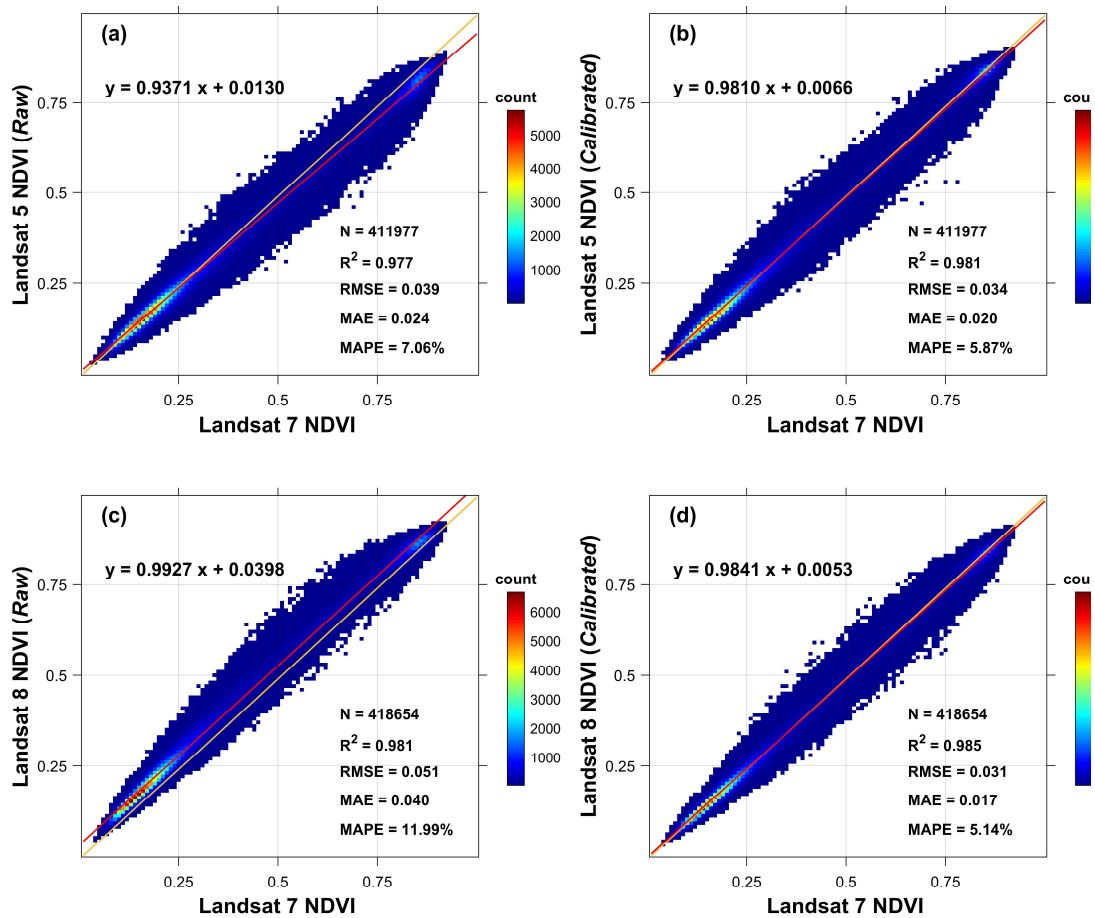 (a)
y = 0.9371 x + 0.0130
Landsat 5 NDVI (Raw)
0.75
0.5
0.25
N = 411977
R² = 0.977
RMSE = 0.039
MAE = 0.024
MAPE = 7.06%
0.25 0.5 0.75
Landsat 7 NDVI
count
5000
4000
3000
2000
1000
(b)
y = 0.9810 x + 0.0066
Landsat 5 NDVI (Calibrated)
0.75
0.5
0.25
N = 411977
R² = 0.981
RMSE = 0.034
MAE = 0.020
MAPE = 5.87%
0.25 0.5 0.75
Landsat 7 NDVI
cou
(c)
y = 0.9927 x + 0.0398
Landsat 8 NDVI (Raw)
0.75
0.5
0.25
N = 418654
R² = 0.981
RMSE = 0.051
MAE = 0.040
MAPE = 11.99%
0.25 0.5 0.75
Landsat 7 NDVI
count
6000
5000
4000
3000
2000
1000
(d)
y = 0.9841 x + 0.0053
Landsat 8 NDVI (Calibrated)
0.75
0.5
0.25
N = 418654
R² = 0.985
RMSE = 0.031
MAE = 0.017
MAPE = 5.14%
0.25 0.5 0.75
Landsat 7 NDVI
cou